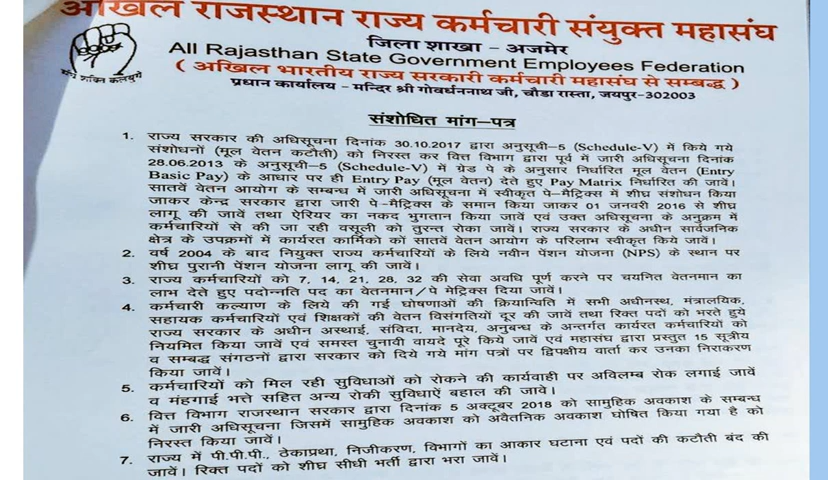 अखिल राजस्थान राज्य कर्मचारी संयुक्त महासंघ
जिला शाखा - अजमेर
All Rajasthan State Government Employees Federation
( अखिल भारतीय राज्य सरकारी कर्मचारी महासंघ से सम्बद्ध )
प्रधान कार्यालय - मन्दिर श्री गोवर्धननाथ जी, चौडा रास्ता, जयपुर-302003
संघे शक्ति कलयुगे
संशोधित मांग-पत्र
1. राज्य सरकार की अधिसूचना दिनांक 30.10.2017 द्वारा अनुसूची-5 (Schedule-V) में किये गये
संशोधनों (मूल वेतन कटौती) को निरस्त कर वित्त विभाग द्वारा पूर्व में जारी अधिसूचना दिनांक
28.06.2013 के अनुसूची-5 (Schedule-V) में ग्रेड पे के अनुसार निर्धारित मूल वेतन (Entry
Basic Pay) के आधार पर ही Entry Pay (मूल वेतन) देते हुए Pay Matrix निर्धारित की जावें।
सातवें वेतन आयोग के सम्बन्ध में जारी अधिसूचना में स्वीकृत पे-मैट्रिक्स में शीघ्र संशोधन किया
जाकर केन्द्र सरकार द्वारा जारी पे-मैट्रिक्स के समान किया जाकर 01 जनवरी 2016 से शीघ्र
लागू की जावें तथा ऐरियर का नकद भुगतान किया जावें एवं उक्त अधिसूचना के अनुक्रम में
कर्मचारियों से की जा रही वसूली को तुरन्त रोका जावें। राज्य सरकार के अधीन सार्वजनिक
क्षेत्र के उपक्रमों में कार्यरत कार्मिको को सातवें वेतन आयोग के परिलाभ स्वीकृत किये जावें।
2. वर्ष 2004 के बाद नियुक्त राज्य कर्मचारियों के लिये नवीन पेंशन योजना (NPS) के स्थान पर
शीघ्र पुरानी पेंशन योजना लागू की जावें।
3. राज्य कर्मचारियों को 7, 14, 21, 28, 32 की सेवा अवधि पूर्ण करने पर चयनित वेतनमान का
लाभ देते हुए पदोन्नति पद का वेतनमान/पे मेट्रिक्स दिया जावें।
4. कर्मचारी कल्याण के लिये की गई घोषणाओं की क्रियान्विति में सभी अधीनस्थ, मंत्रालयिक,
सहायक कर्मचारियों एवं शिक्षकों की वेतन विसंगतियों दूर की जावें तथा रिक्त पदों को भरते हुये
राज्य सरकार के अधीन अस्थाई, संविदा, मानदेय, अनुबन्ध के अन्तर्गत कार्यरत कर्मचारियों को
नियमित किया जावें एवं समस्त चुनावी वायदे पूरे किये जावें एवं महासंघ द्वारा प्रस्तुत 15 सूत्रीय
व सम्बद्ध संगठनों द्वारा सरकार को दिये गये मांग पत्रों पर द्विपक्षीय वार्ता कर उनका निराकरण
किया जावें।
5. कर्मचारियों को मिल रही सुविधाओं को रोकने की कार्यवाही पर अविलम्ब रोक लगाई जावें
व मंहगाई भत्ते सहित अन्य रोकी सुविधाऐं बहाल की जावें।
6. वित्त विभाग राजस्थान सरकार द्वारा दिनांक 5 अक्टूबर 2018 को सामुहिक अवकाश के सम्बन्ध
में जारी अधिसूचना जिसमें सामुहिक अवकाश को अवैतनिक अवकाश घोषित किया गया है को
निरस्त किया जावें।
7. राज्य में पी.पी.पी., ठेकाप्रथा, निजीकरण, विभागों का आकार घटाना एवं पदों की कटौती बंद की
जावें। रिक्त पदों को शीघ्र सीधी भर्ती द्वारा भरा जावें।